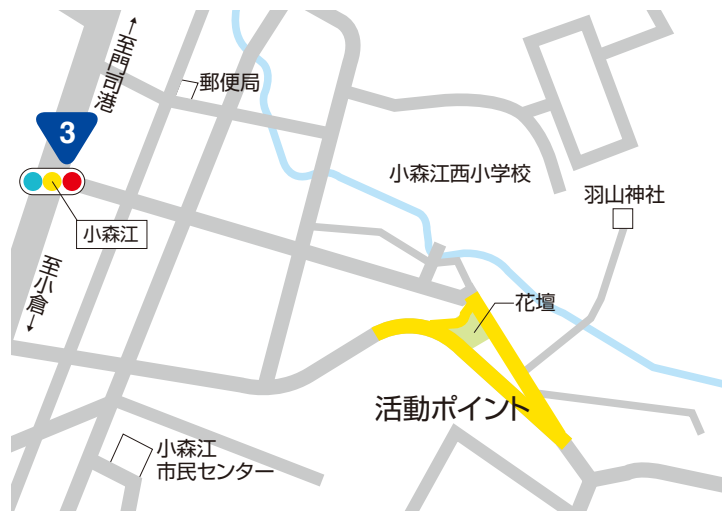 ←至門司港
郵便局
3
小森江西小学校
羽山神社
小森江
至小倉→
花壇
活動ポイント
小森江
市民センター